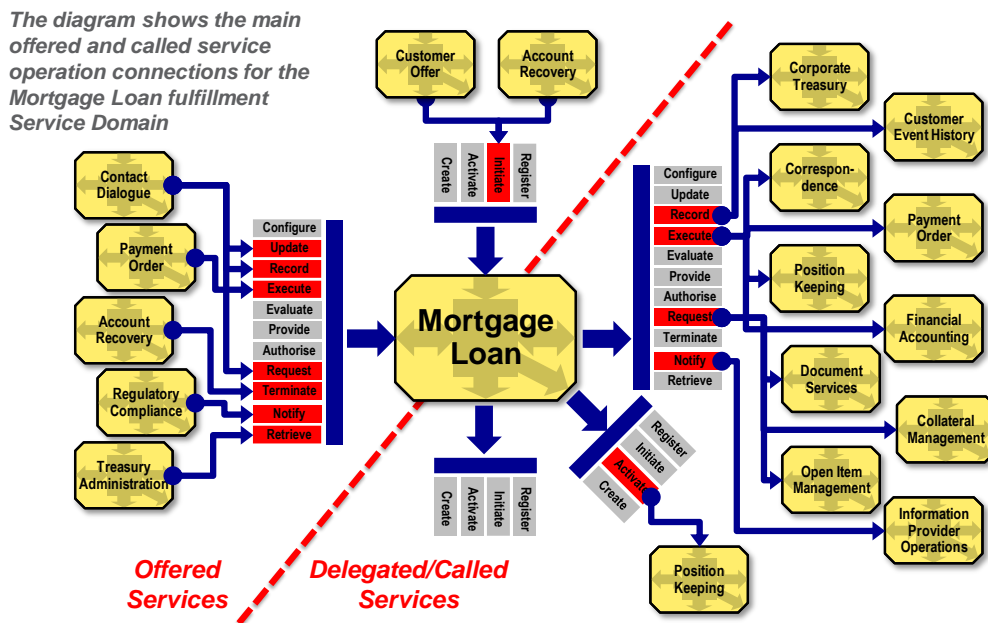 The diagram shows the main
offered and called service
operation connections for the
Mortgage Loan fulfillment
Service Domain
Customer
Offer
Account
Recovery
Create
Activate
Initiate
Register
Contact
Dialogue
Payment
Order
Account
Recovery
Regulatory
Compliance
Treasury
Administration
Configure
Update
Record
Execute
Evaluate
Provide
Authorise
Request
Terminate
Notify
Retrieve
Mortgage
Loan
Configure
Update
Record
Execute
Evaluate
Provide
Authorise
Request
Terminate
Notify
Retrieve
Corporate
Treasury
Customer
Event History
Correspon-
dence
Payment
Order
Position
Keeping
Financial
Accounting
Document
Services
Collateral
Management
Open Item
Management
Information
Provider
Operations
Create
Activate
Initiate
Register
Register
Initiate
Activate
Create
Position
Keeping
Offered
Services
Delegated/Called
Services